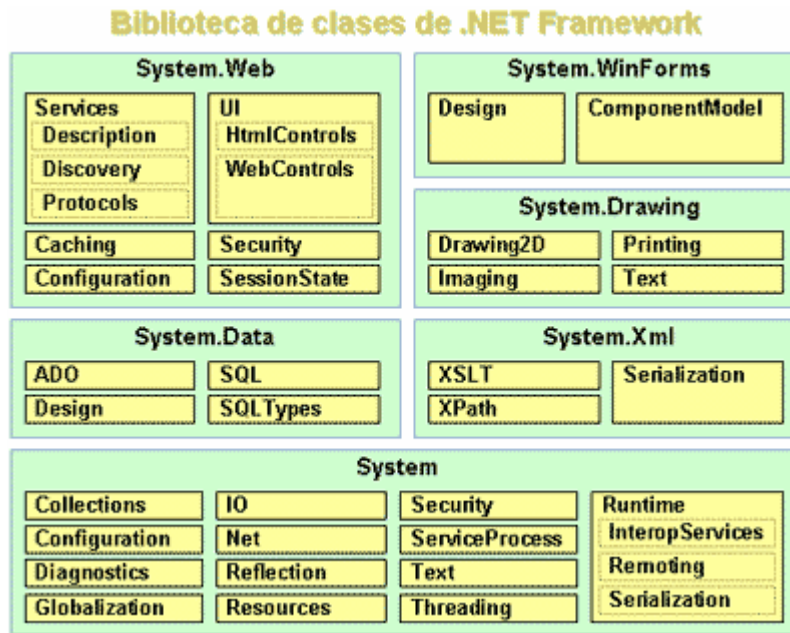 Biblioteca de clases de .NET Framework
System.Web
Services
Description
Discovery
Protocols
UI
HtmlControls
WebControls
Caching
Security
Configuration
SessionState
System.WinForms
Design
ComponentModel
System.Drawing
Drawing2D
Printing
Imaging
Text
System.Data
ADO
SQL
Design
SQLTypes
System.Xml
XSLT
Serialization
XPath
System
Collections
Configuration
Diagnostics
Globalization
IO
Net
Reflection
Resources
Security
ServiceProcess
Text
Threading
Runtime
InteropServices
Remoting
Serialization